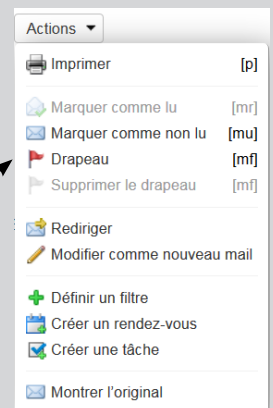 Actions
Imprimer [p]
Marquer comme lu [mr]
Marquer comme non lu [mu]
Drapeau [mf]
Supprimer le drapeau [mf]
Rediriger
Modifier comme nouveau mail
Définir un filtre
Créer un rendez-vous
Créer une tâche
Montrer l'original